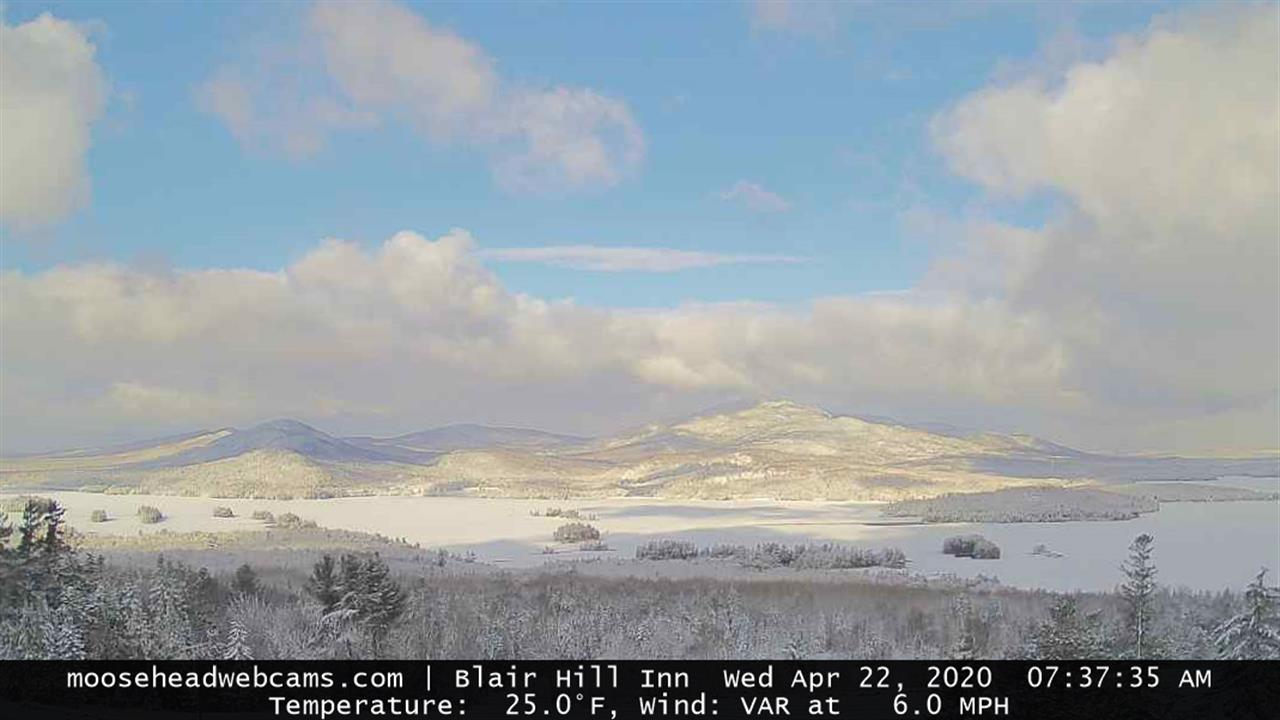 mooseheadwebcams.com | Blair Hill Inn  Wed Apr 22, 2020  07:37:35 AM
Temperature:  25.0°F, Wind: VAR at   6.0 MPH